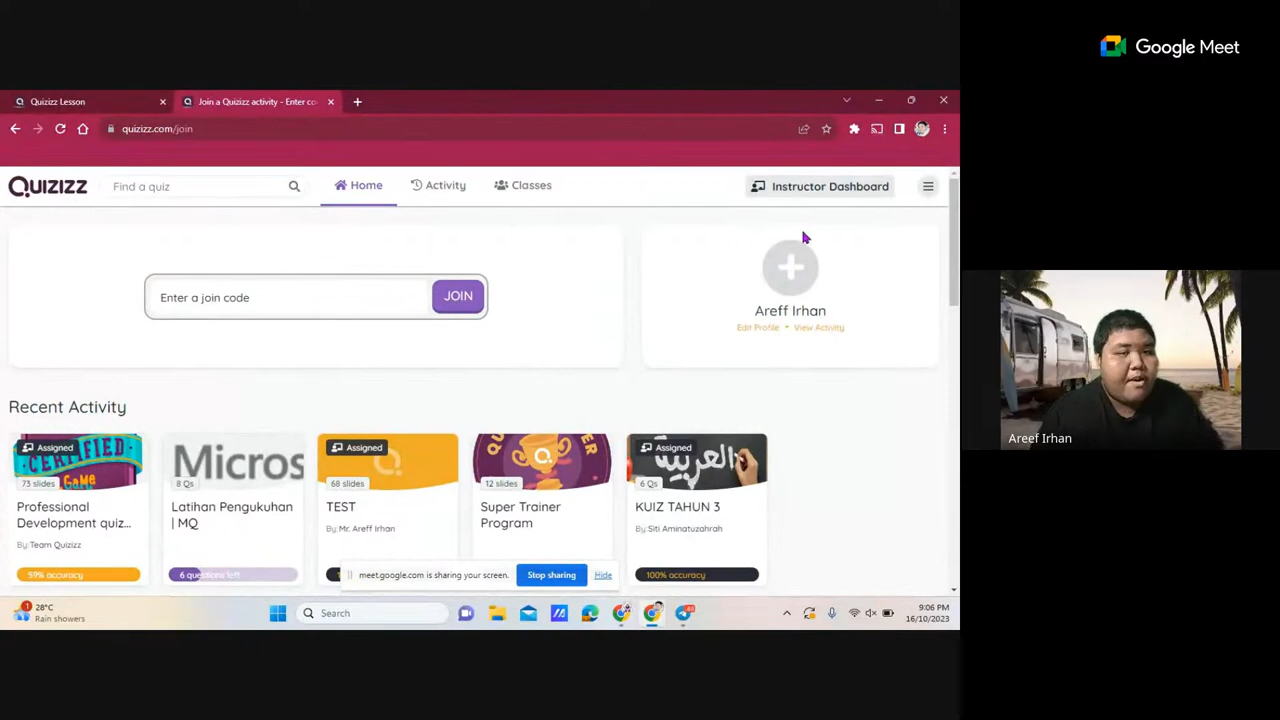 Google Meet
Quizizz Lesson
Join a Quizizz activity - Enter co
quizizz.com/join
QUIZIZZ
Find a quiz
Home
Activity
Classes
Instructor Dashboard
Enter a join code
JOIN
Areff Irhan
Edit Profile • View Activity
Recent Activity
Assigned
CERTIFIED
GAME
73 slides
Professional
Development quiz...
By: Team Quizizz
59% accuracy
Micros
8 Qs
Latihan Pengukuhan
| MQ
6 questions left
Assigned
68 slides
TEST
By: Mr. Areff Irhan
12 slides
Super Trainer
Program
Assigned
العربية
6 Qs
KUIZ TAHUN 3
By: Siti Aminatuzahrah
100% accuracy
meet.google.com is sharing your screen.
Stop sharing
Hide
Areef Irhan
1
28°C
Rain showers
Search
9:06 PM
16/10/2023